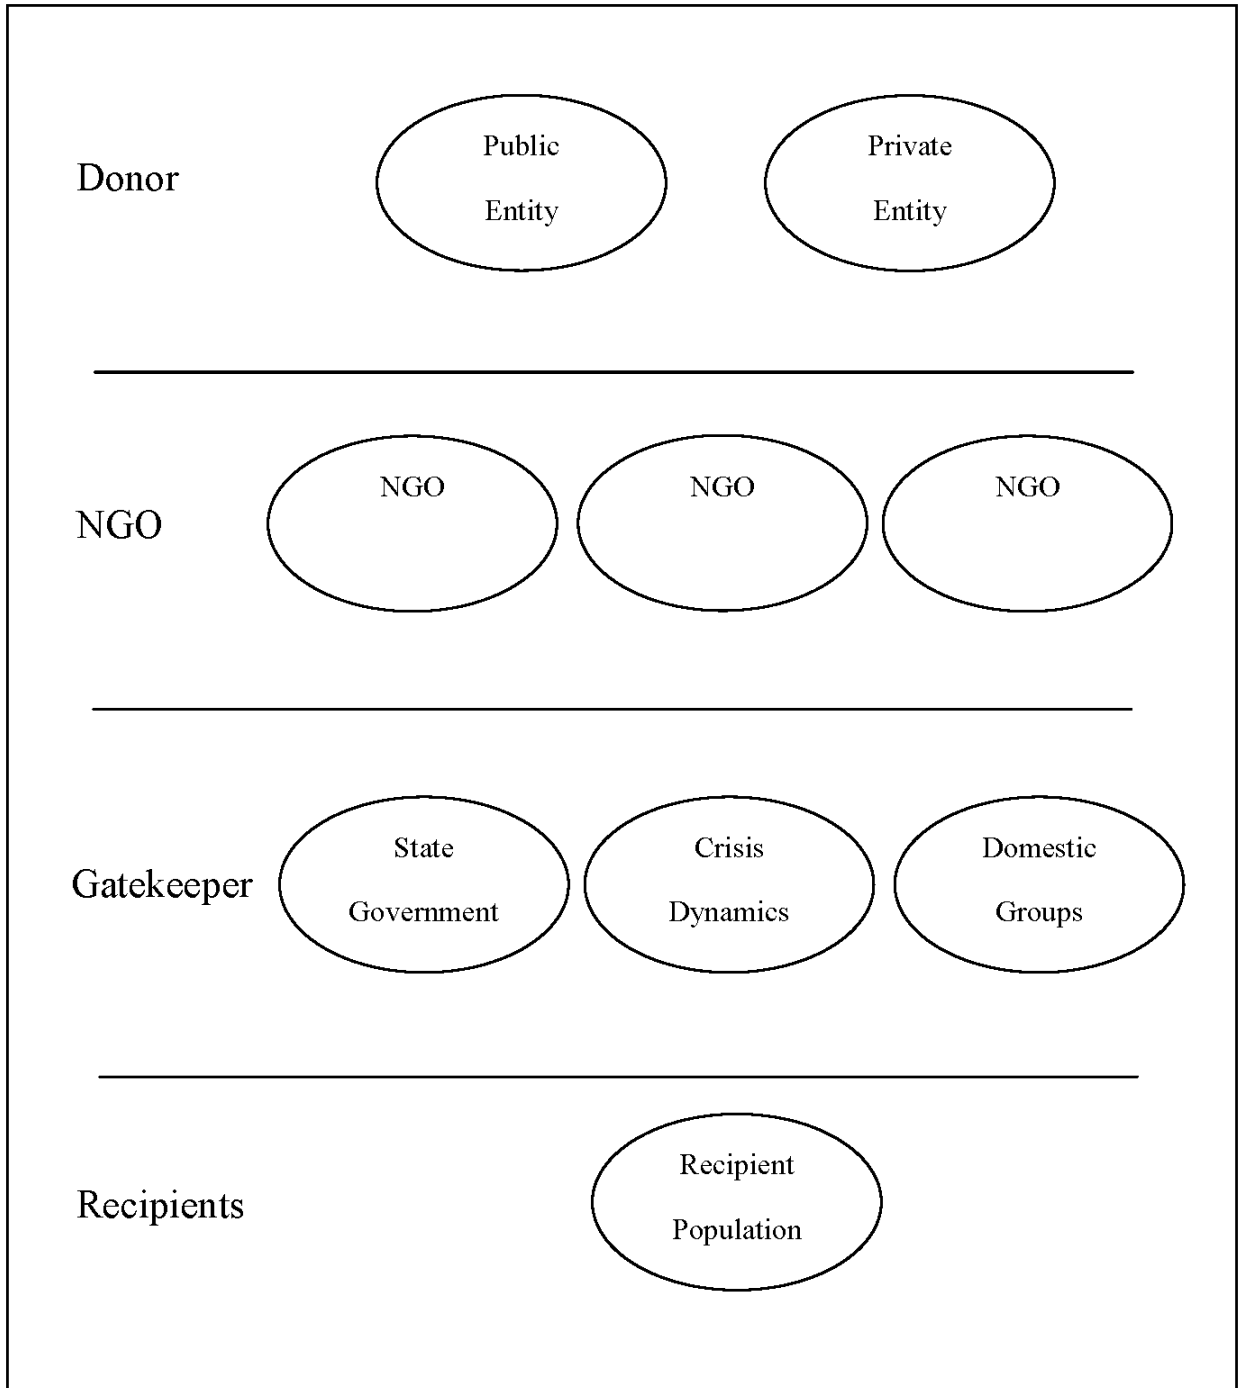 Donor
Public
Entity
Private
Entity
NGO
NGO
NGO
NGO
Gatekeeper
State
Government
Crisis
Dynamics
Domestic
Groups
Recipients
Recipient
Population